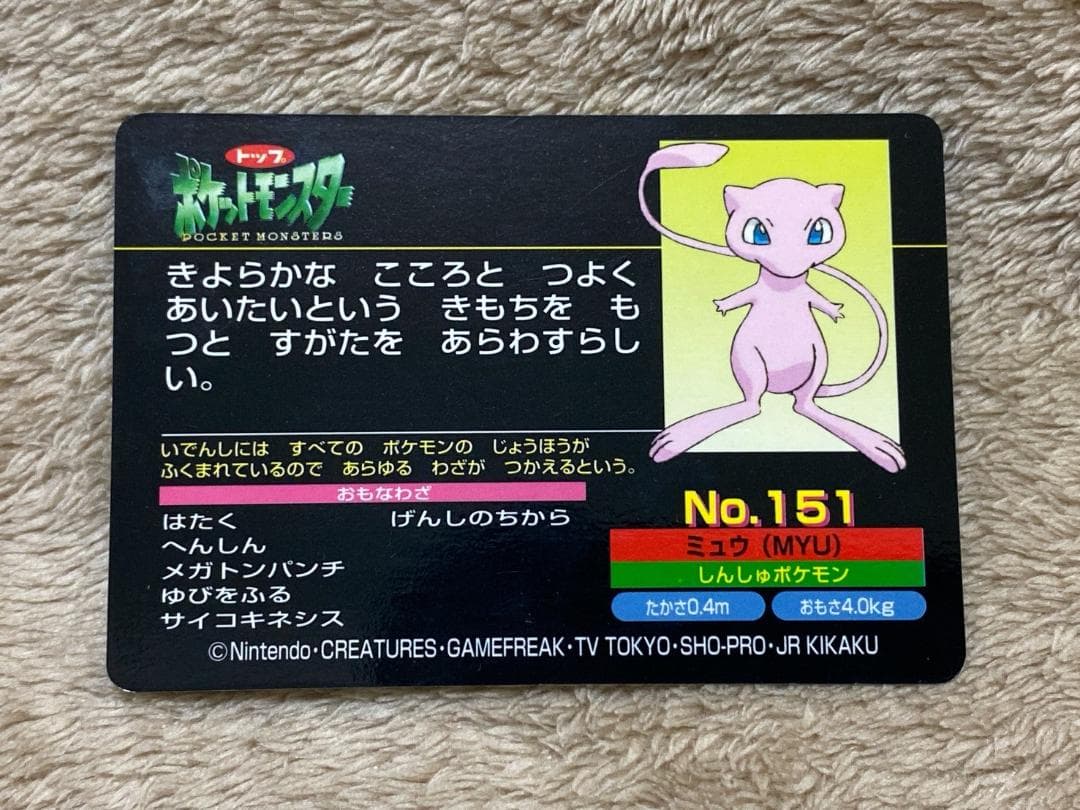 トップ
ポケットモンスター
POCKET MONSTERS
きよらかな　こころと　つよく
あいたいという　きもちを　も
つと　すがたを　あらわすらし
い。
いでんしには　すべての　ポケモンの　じょうほうが
ふくまれているので　あらゆる　わざが　つかえるという。
おもなわざ
はたく　げんしのちから
へんしん
メガトンパンチ
ゆびをふる
サイコキネシス
No.151
ミュウ（MYU）
しんしゅポケモン
たかさ0.4m　おもさ4.0kg
©Nintendo・CREATURES・GAMEFREAK・TV TOKYO・SHO-PRO・JR KIKAKU